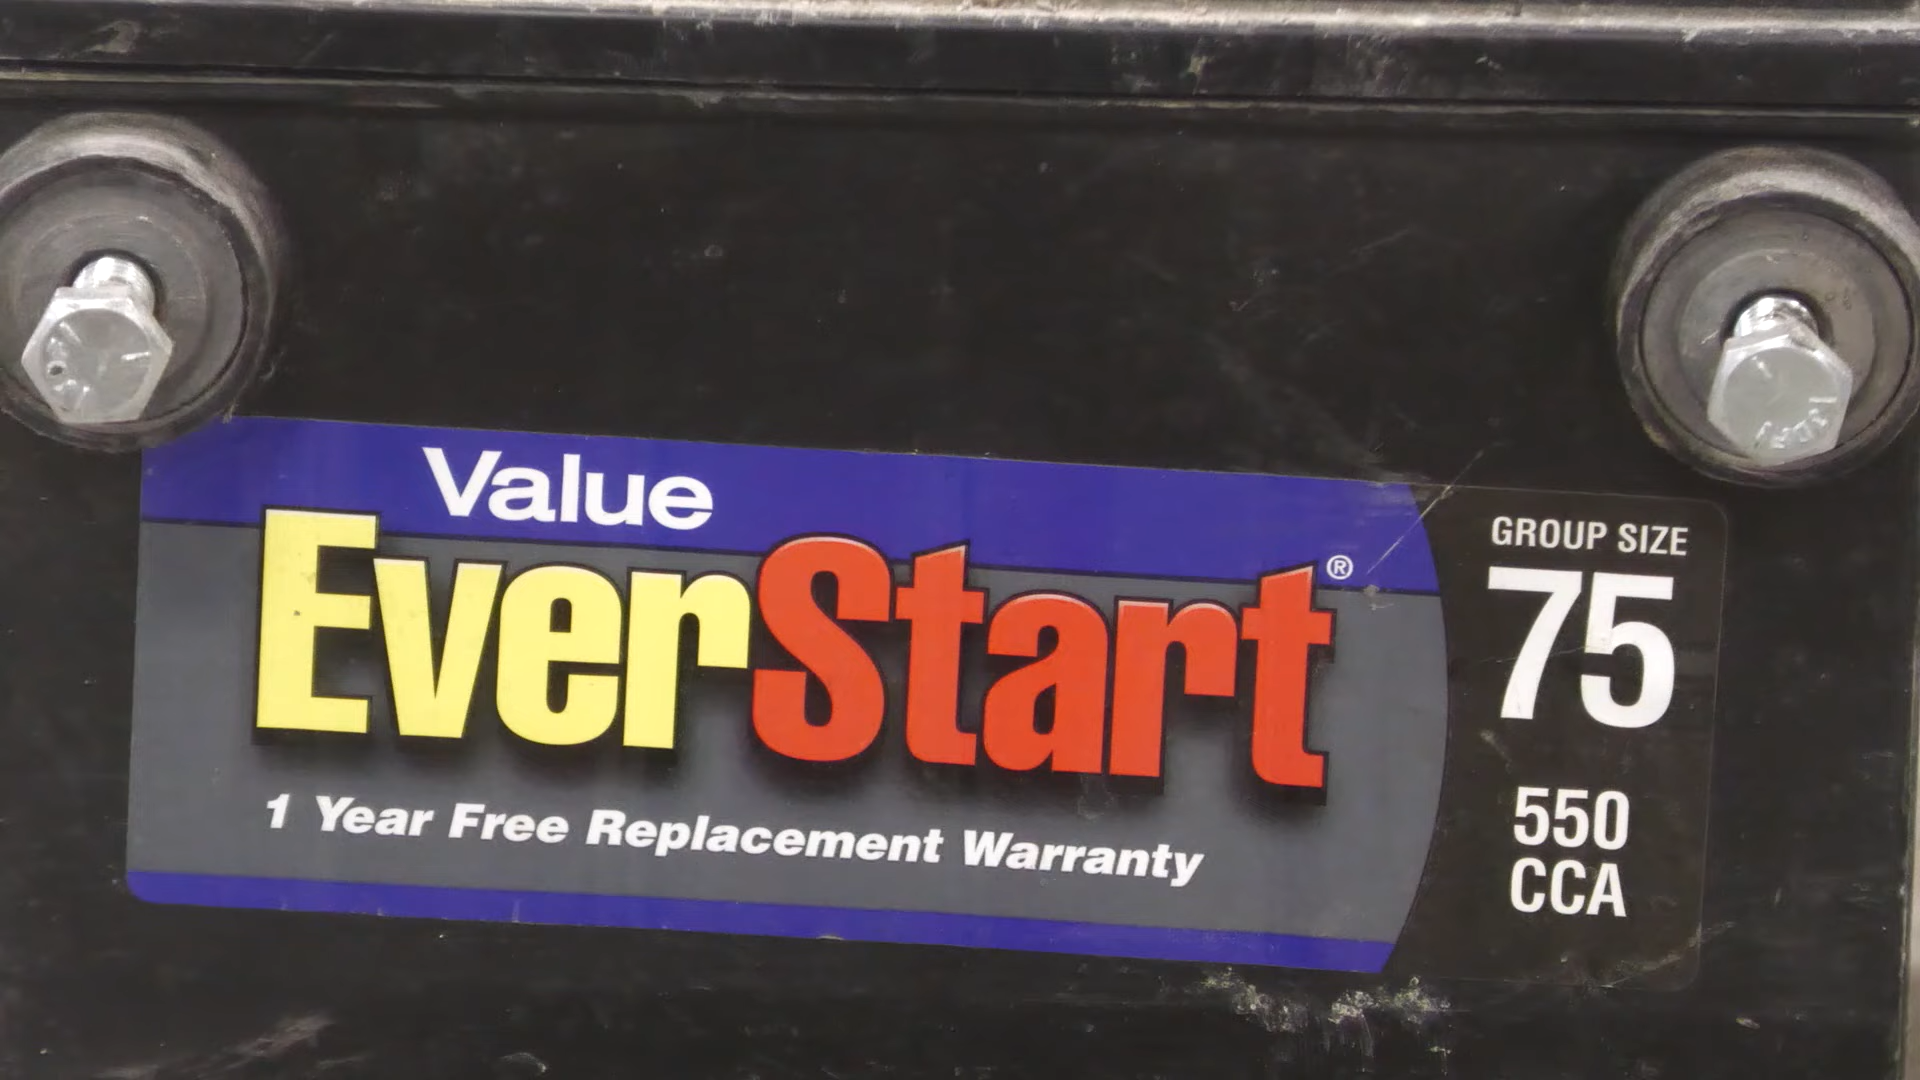 Value
EverStart®
1 Year Free Replacement Warranty
GROUP SIZE
75
550
CCA